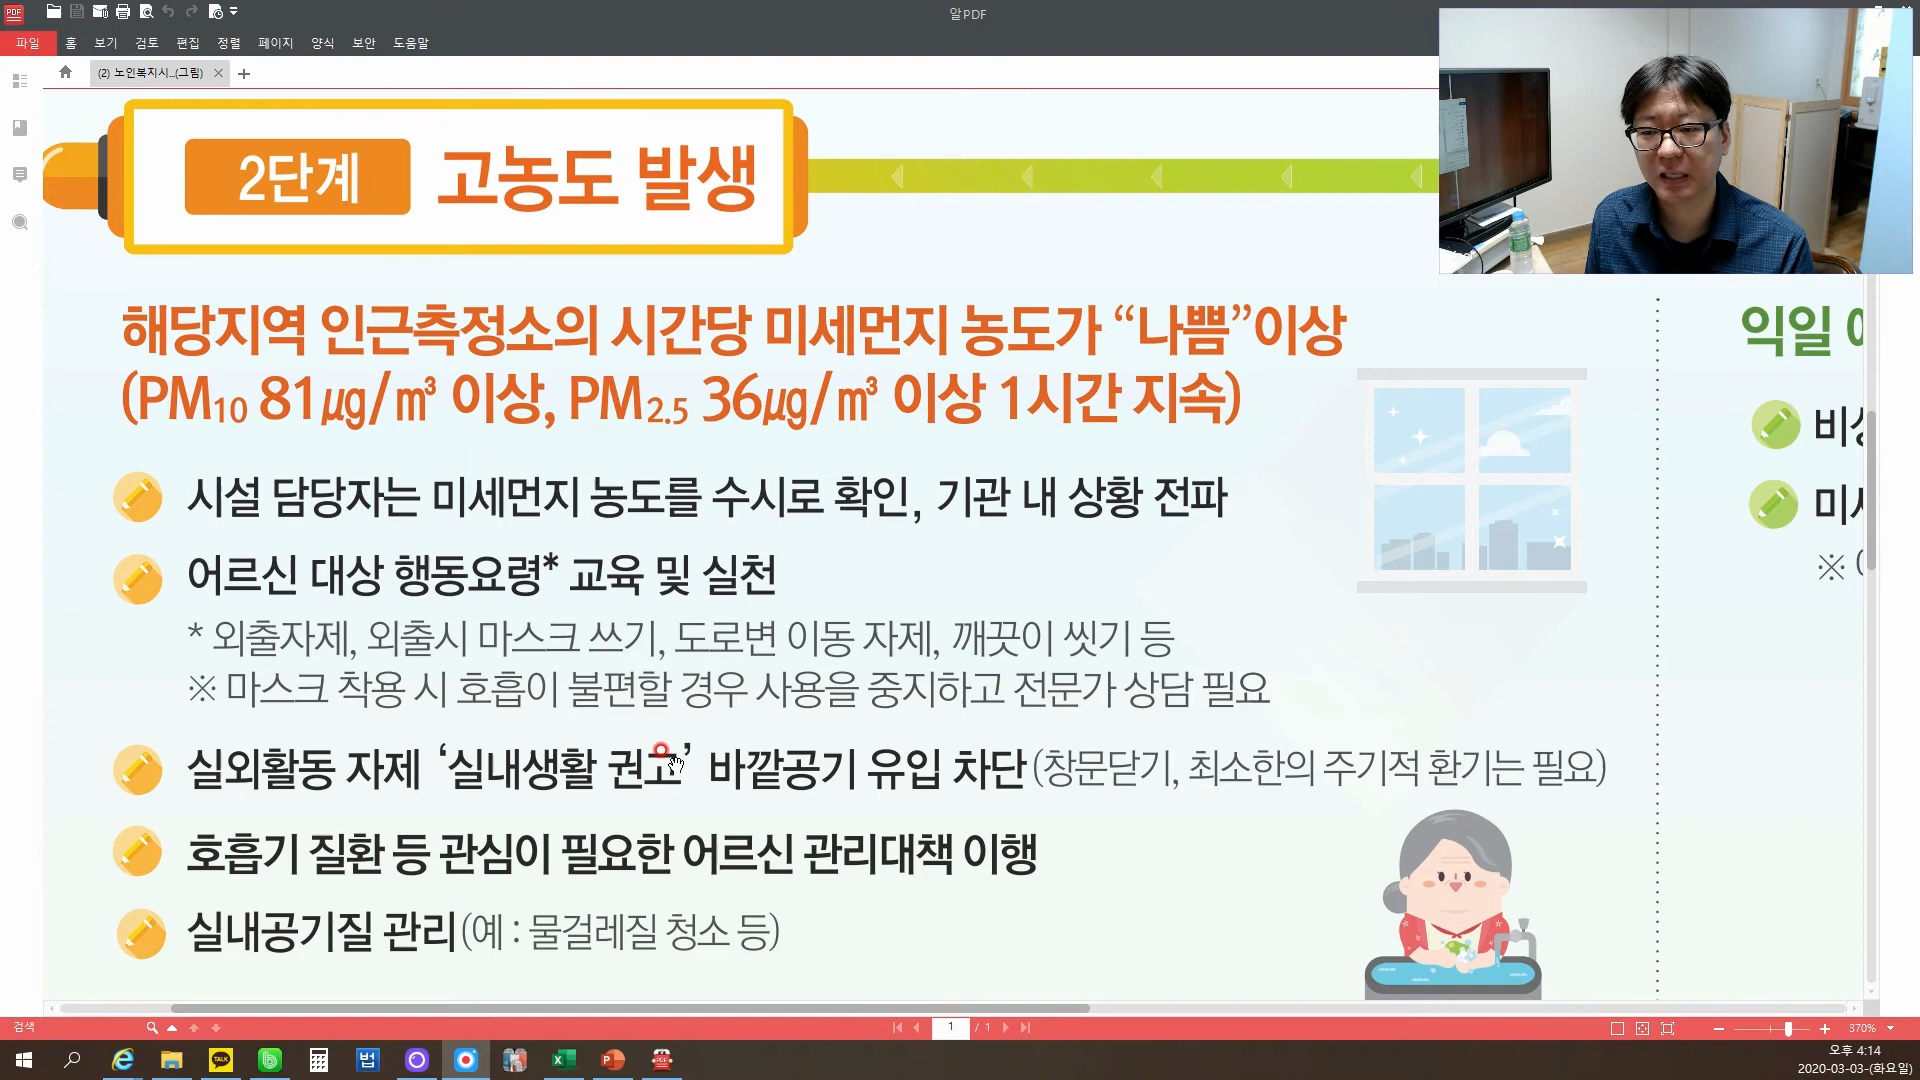 알PDF
파일 홈 보기 검토 편집 정렬 페이지 양식 보안 도움말
(2) 노인복지시...(그림)
2단계 고농도 발생
해당지역 인근측정소의 시간당 미세먼지 농도가 “나쁨”이상
(PM10 81㎍/㎥ 이상, PM2.5 36㎍/㎥ 이상 1시간 지속)
익일
시설 담당자는 미세먼지 농도를 수시로 확인, 기관 내 상황 전파
어르신 대상 행동요령* 교육 및 실천
* 외출자제, 외출시 마스크 쓰기, 도로변 이동 자제, 깨끗이 씻기 등
※ 마스크 착용 시 호흡이 불편할 경우 사용을 중지하고 전문가 상담 필요
실외활동 자제 ‘실내생활 권고’ 바깥공기 유입 차단(창문닫기, 최소한의 주기적 환기는 필요)
호흡기 질환 등 관심이 필요한 어르신 관리대책 이행
실내공기질 관리(예 : 물걸레질 청소 등)
검색
1 / 1
370%
오후 4:14
2020-03-03-(화요일)